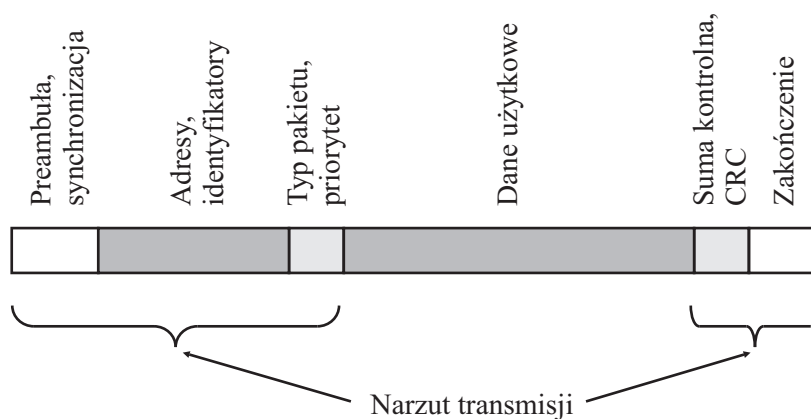 Preambuła,
synchronizacja
Adresy,
identyfikatory
Typ pakietu,
priorytet
Dane użytkowe
Suma kontrolna,
CRC
Zakończenie
Narzut transmisji